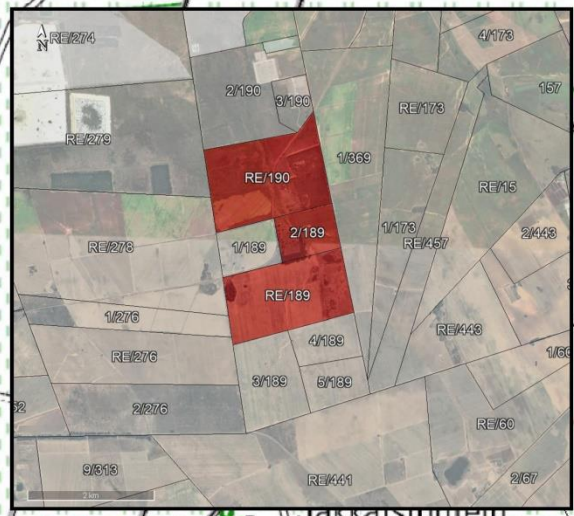 4/173
RE/274
N
157
2/190
3/190
RE/173
RE/279
1/369
RE/190
RE/15
1/173
2/189
2/443
RE/457
RE/278
1/189
RE/189
1/276
RE/443
4/189
RE/276
3/189
5/189
2/276
RE/60
9/313
RE/441
2/67
2 km